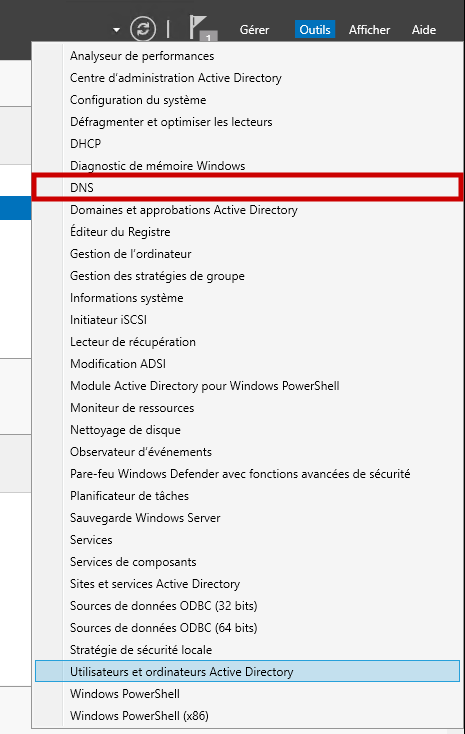 1
Gérer
Outils
Afficher
Aide
Analyseur de performances
Centre d'administration Active Directory
Configuration du système
Défragmenter et optimiser les lecteurs
DHCP
Diagnostic de mémoire Windows
DNS
Domaines et approbations Active Directory
Éditeur du Registre
Gestion de l'ordinateur
Gestion des stratégies de groupe
Informations système
Initiateur iSCSI
Lecteur de récupération
Modification ADSI
Module Active Directory pour Windows PowerShell
Moniteur de ressources
Nettoyage de disque
Observateur d'événements
Pare-feu Windows Defender avec fonctions avancées de sécurité
Planificateur de tâches
Sauvegarde Windows Server
Services
Services de composants
Sites et services Active Directory
Sources de données ODBC (32 bits)
Sources de données ODBC (64 bits)
Stratégie de sécurité locale
Utilisateurs et ordinateurs Active Directory
Windows PowerShell
Windows PowerShell (x86)